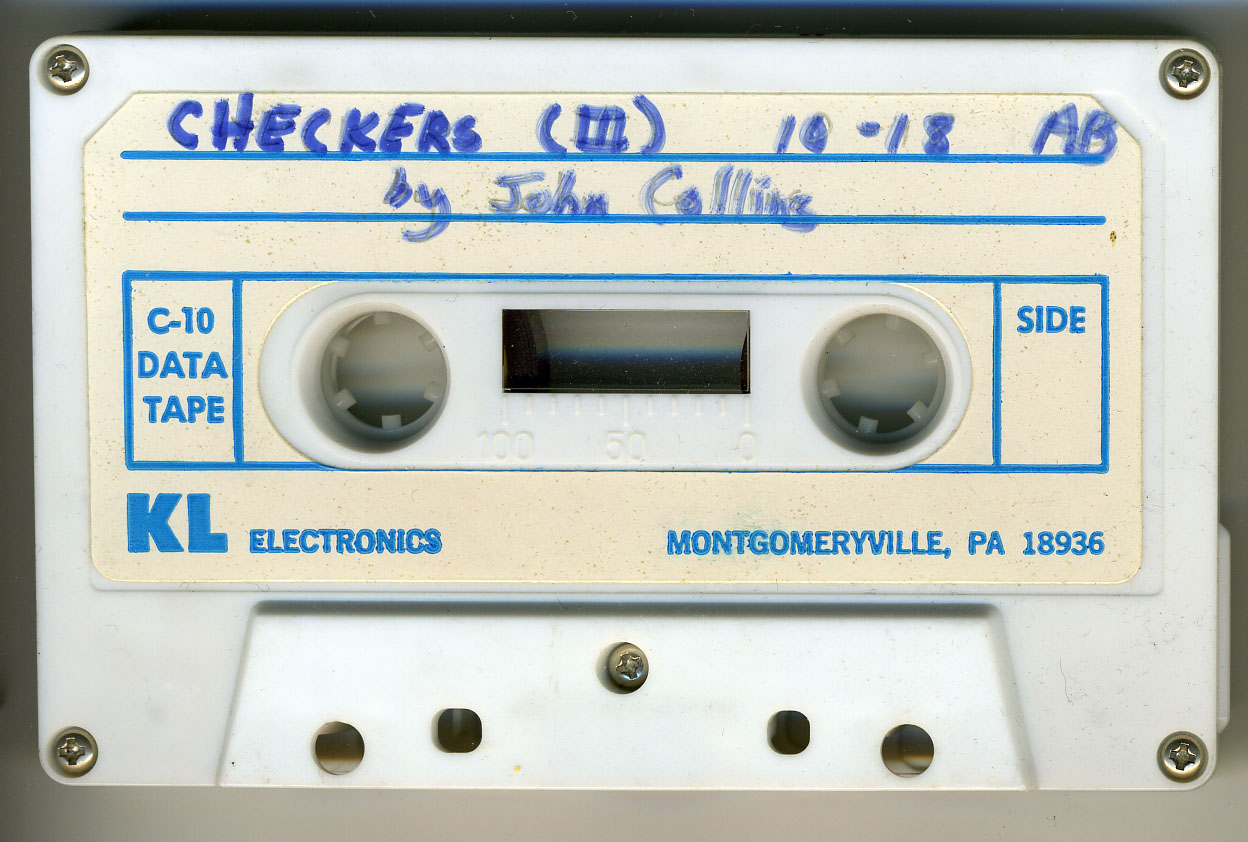 CHECKERS (III) 10-18 AB
by John Collins
C-10
DATA
TAPE
SIDE
100 50 0
KL ELECTRONICS MONTGOMERYVILLE, PA 18936